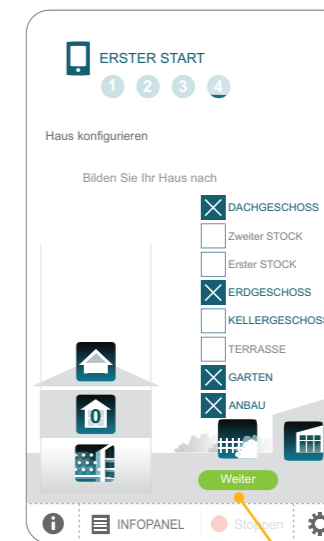 ERSTER START
1 2 3 4
Haus konfigurieren
Bilden Sie Ihr Haus nach
DACHGESCHOSS
Zweiter STOCK
Erster STOCK
ERDGESCHOSS
KELLERGESCHOSS
TERRASSE
GARTEN
ANBAU
0
Weiter
INFOPANEL Stoppen